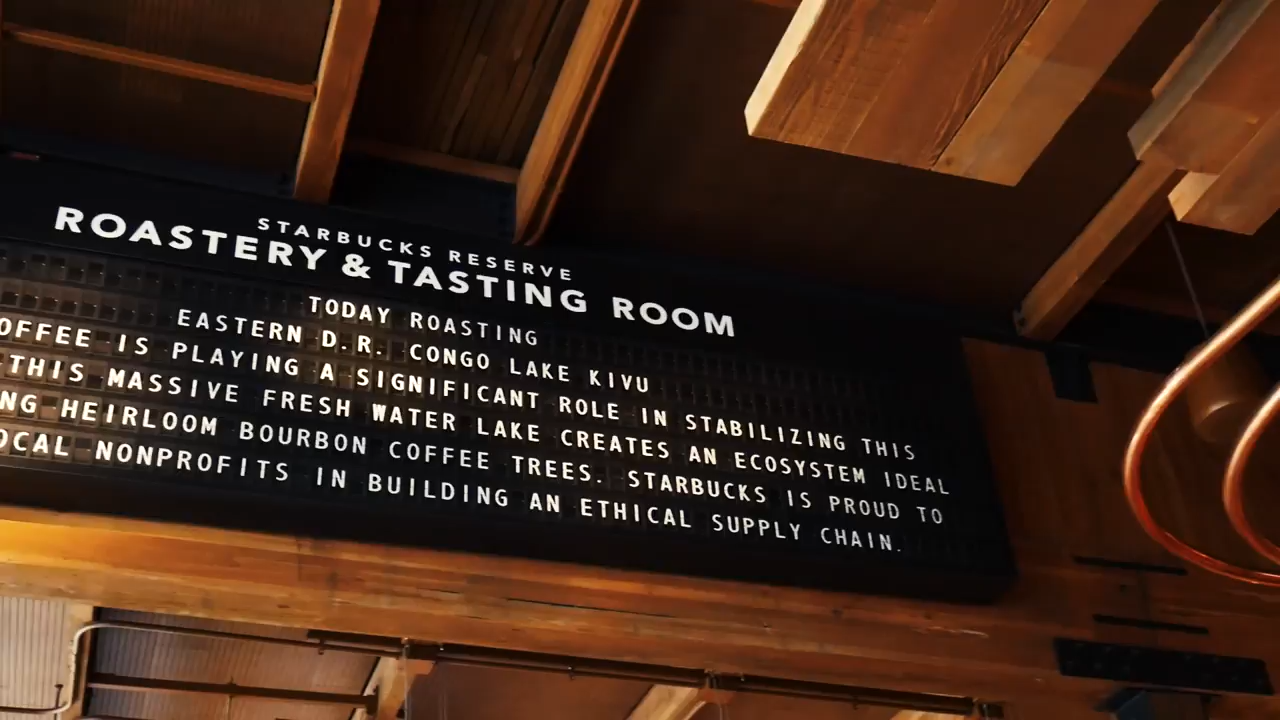 STARBUCKS RESERVE
ROASTERY & TASTING ROOM
TODAY ROASTING
EASTERN D.R. CONGO LAKE KIVU
OFFEE IS PLAYING A SIGNIFICANT ROLE IN STABILIZING THIS
THIS MASSIVE FRESH WATER LAKE CREATES AN ECOSYSTEM IDEAL
NG HEIRLOOM BOURBON COFFEE TREES. STARBUCKS IS PROUD TO
OCAL NONPROFITS IN BUILDING AN ETHICAL SUPPLY CHAIN.